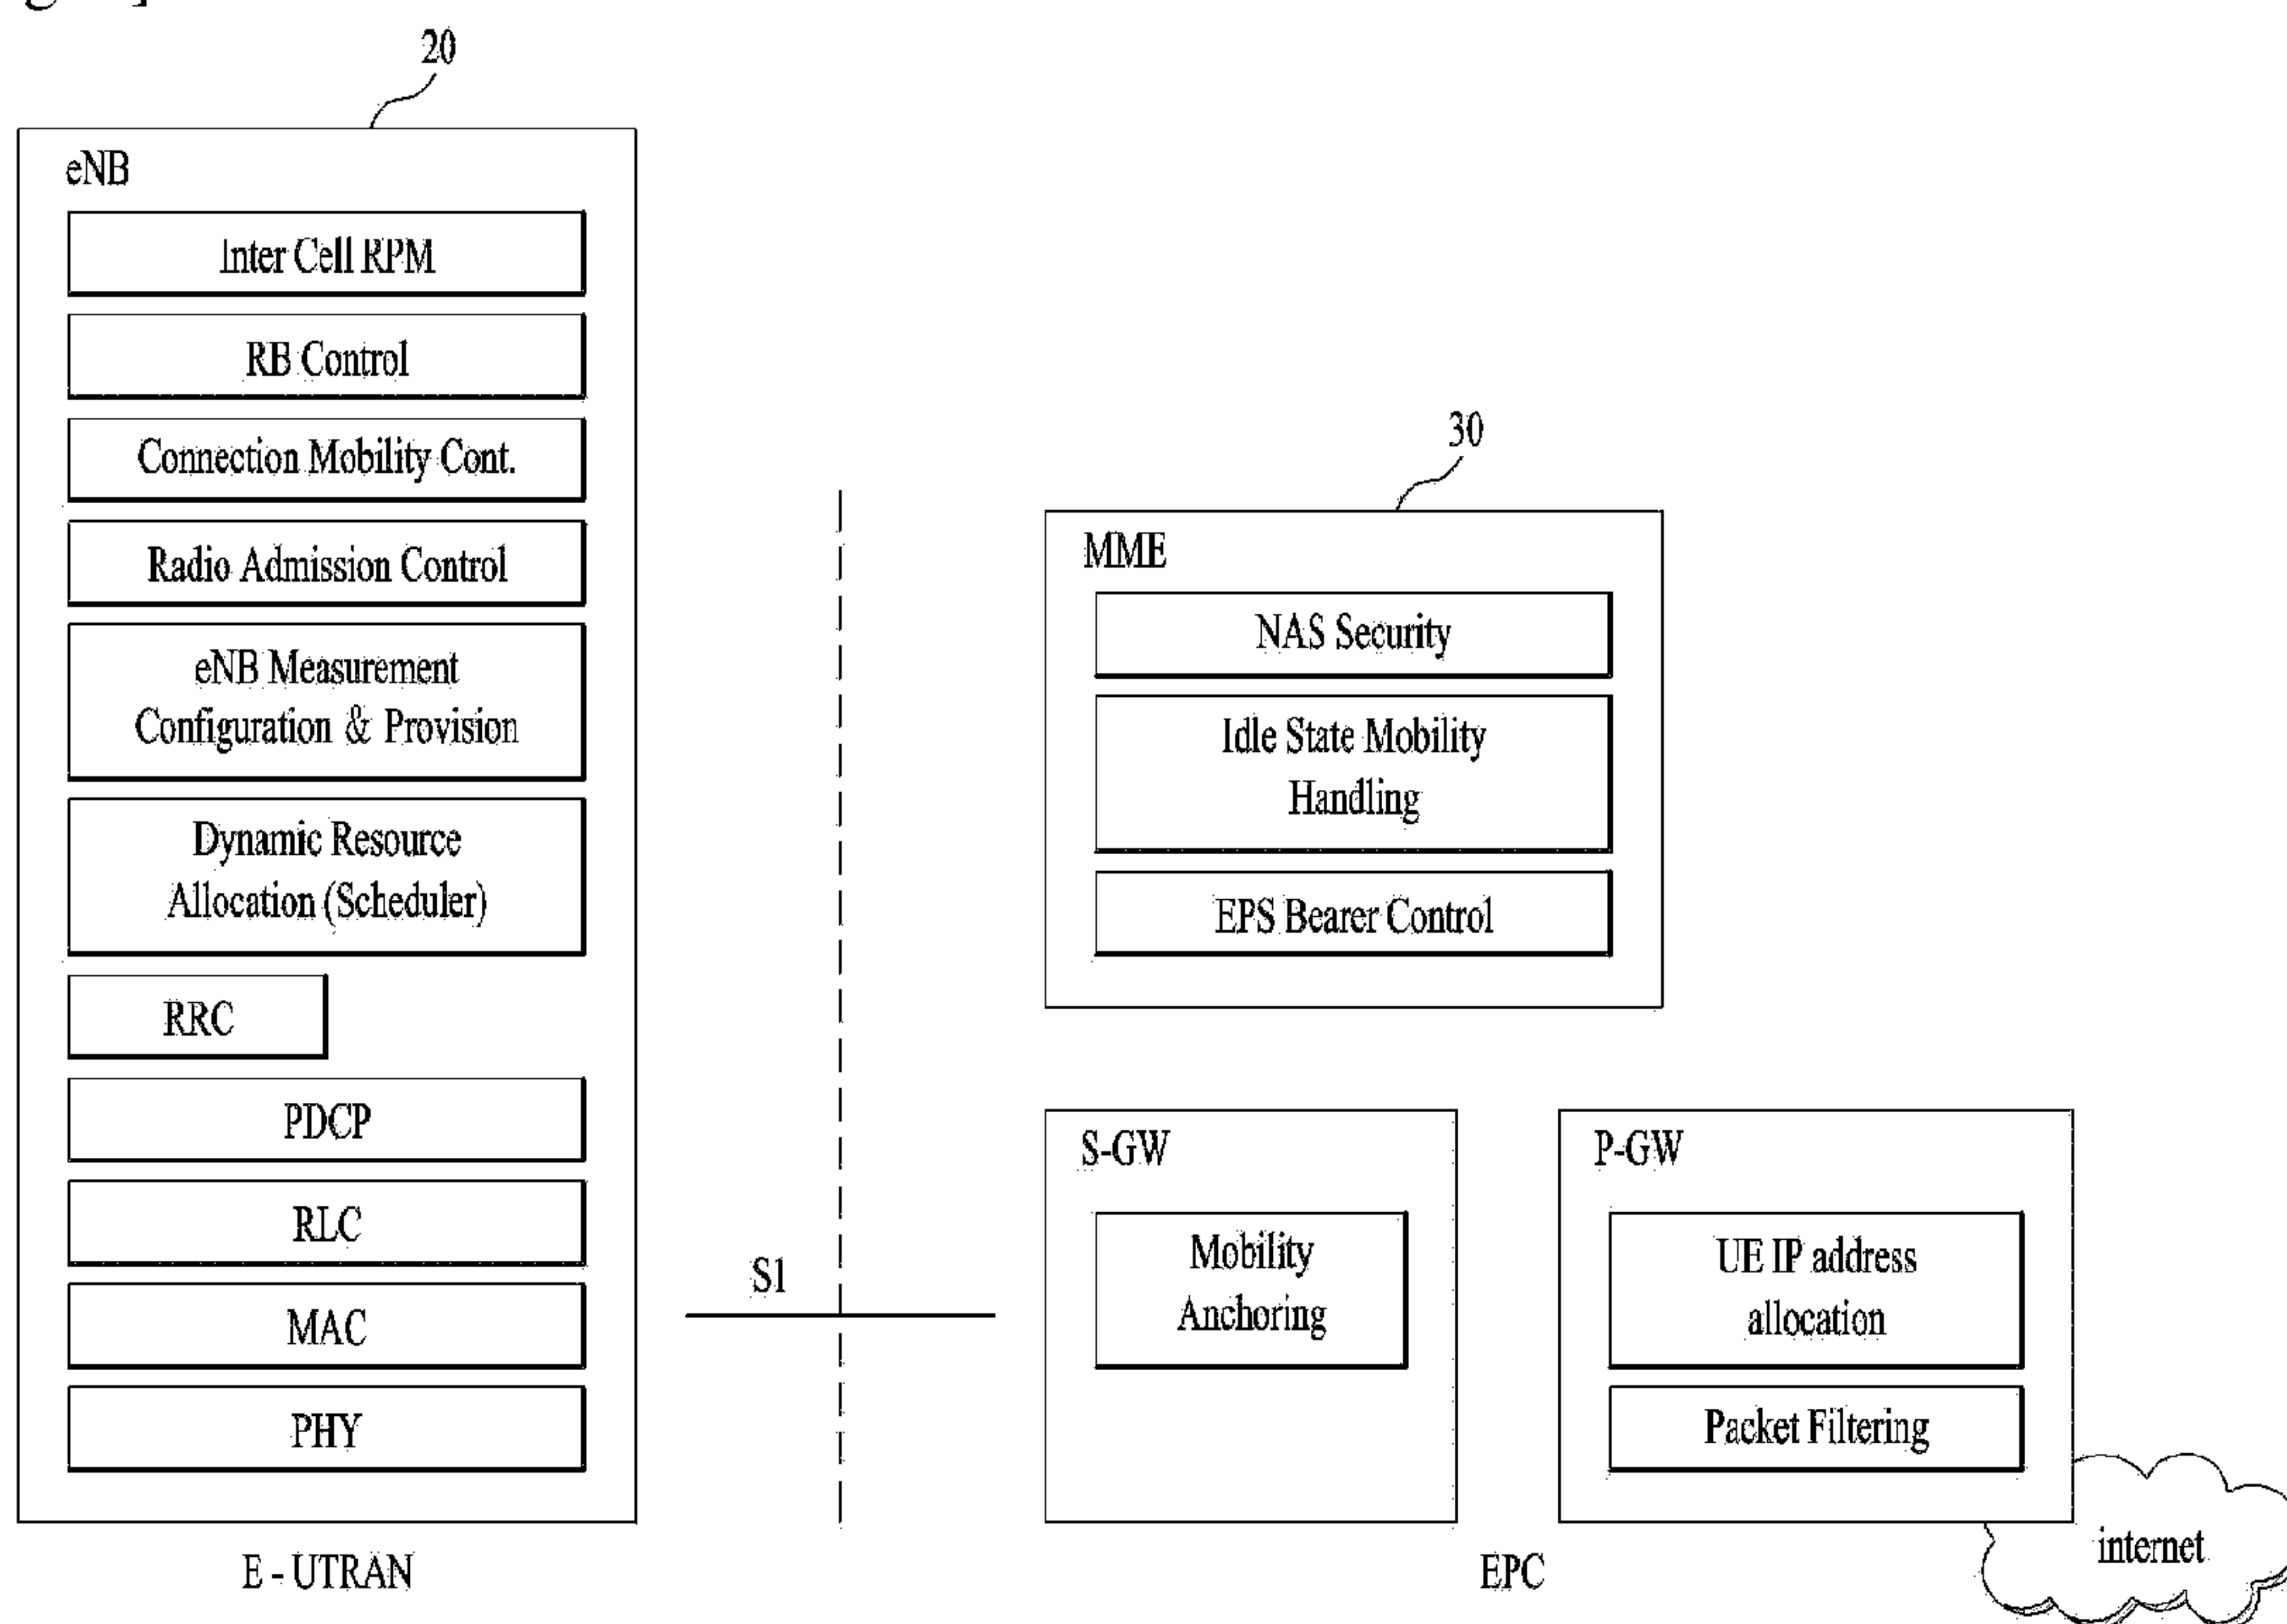 20
eNB
Inter Cell RPM
RB Control
Connection Mobility Cont.
Radio Admission Control
eNB Measurement
Configuration & Provision
Dynamic Resource
Allocation (Scheduler)
RRC
PDCP
RLC
MAC
PHY
E - UTRAN
S1
30
MME
NAS Security
Idle State Mobility
Handling
EPS Bearer Control
S-GW
Mobility
Anchoring
P-GW
UE IP address
allocation
Packet Filtering
internet
EPC